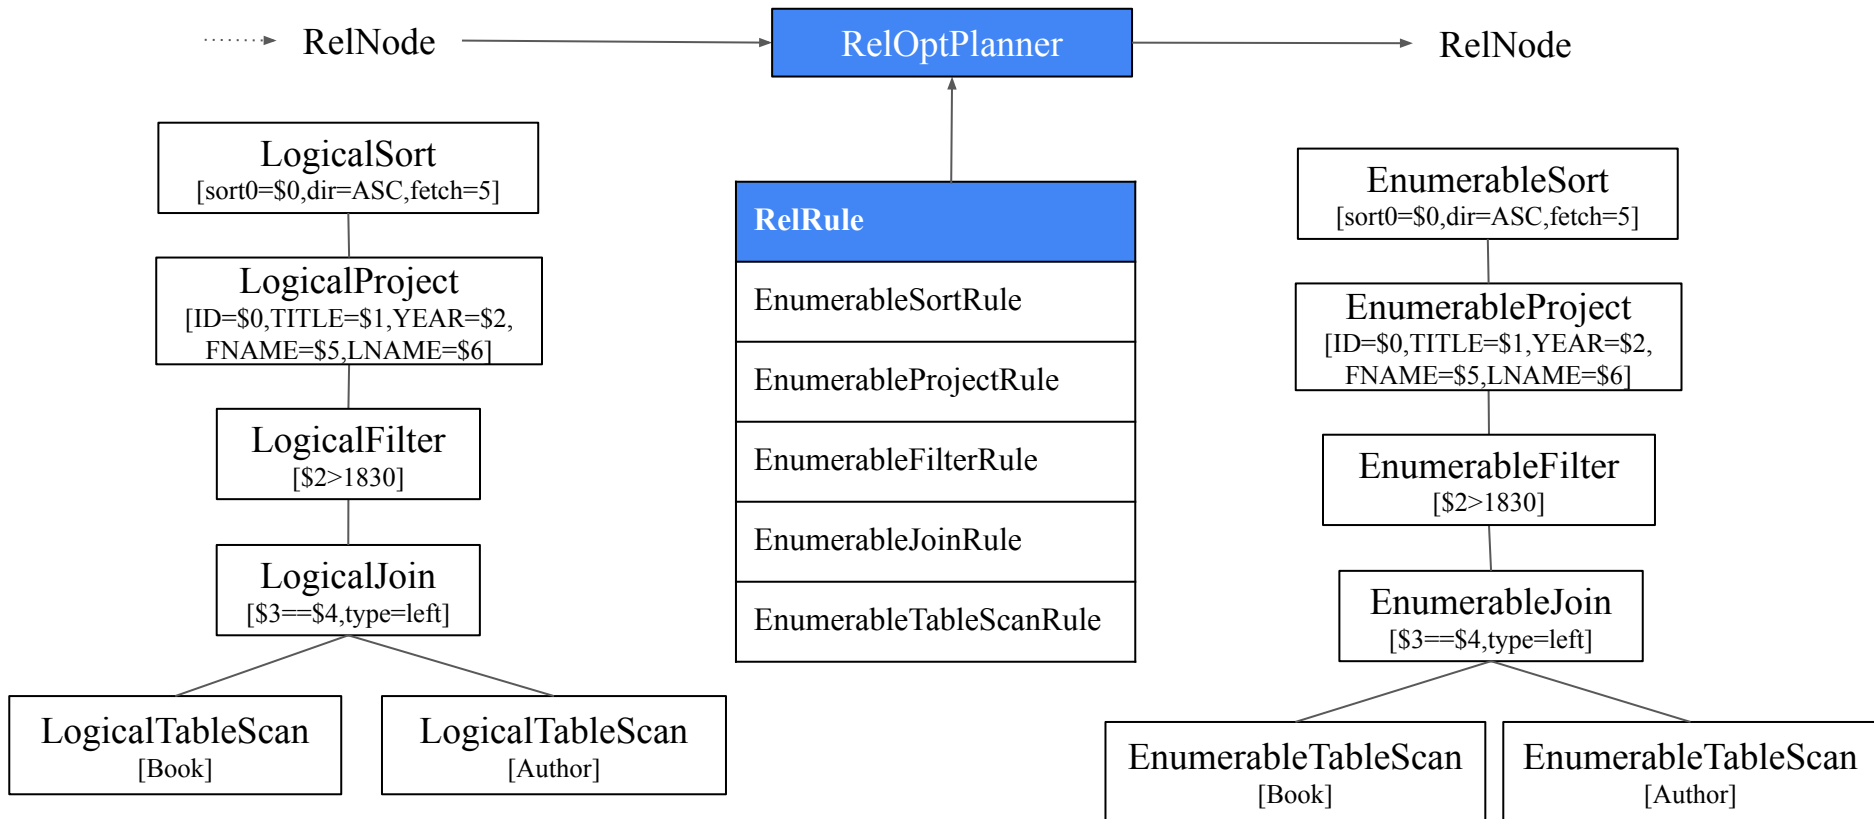 RelNode
RelOptPlanner
RelNode
LogicalSort
[sort0=$0,dir=ASC,fetch=5]
LogicalProject
[ID=$0,TITLE=$1,YEAR=$2,
FNAME=$5,LNAME=$6]
LogicalFilter
[$2>1830]
LogicalJoin
[$3==$4,type=left]
LogicalTableScan
[Book]
LogicalTableScan
[Author]
RelRule
EnumerableSortRule
EnumerableProjectRule
EnumerableFilterRule
EnumerableJoinRule
EnumerableTableScanRule
EnumerableSort
[sort0=$0,dir=ASC,fetch=5]
EnumerableProject
[ID=$0,TITLE=$1,YEAR=$2,
FNAME=$5,LNAME=$6]
EnumerableFilter
[$2>1830]
EnumerableJoin
[$3==$4,type=left]
EnumerableTableScan
[Book]
EnumerableTableScan
[Author]